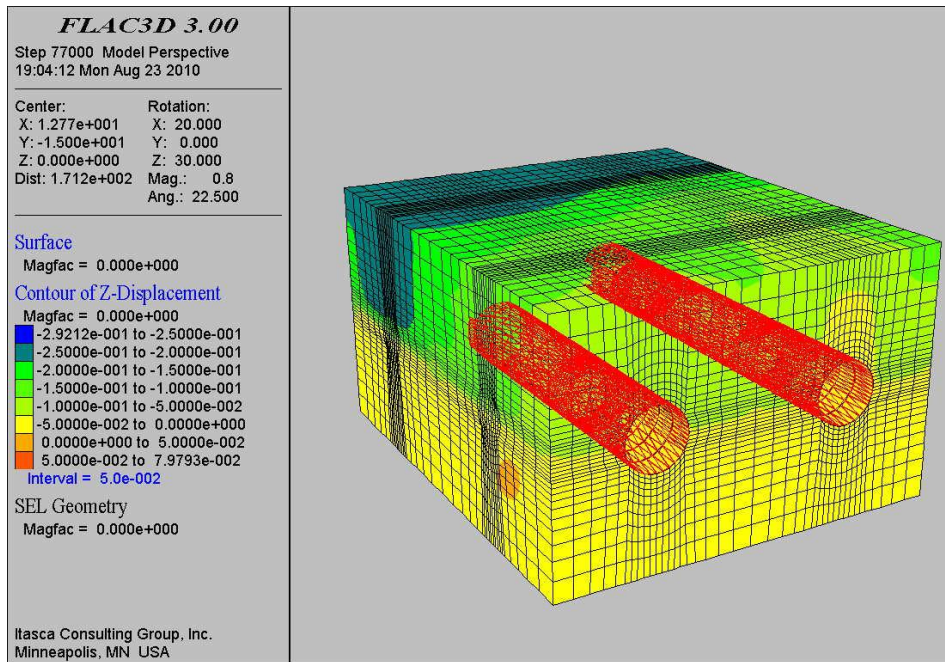 FLAC3D 3.00
Step 77000 Model Perspective
19:04:12 Mon Aug 23 2010
Center: Rotation:
X: 1.277e+001 X: 20.000
Y: -1.500e+001 Y: 0.000
Z: 0.000e+000 Z: 30.000
Dist: 1.712e+002 Mag.: 0.8
Ang.: 22.500
Surface
Magfac = 0.000e+000
Contour of Z-Displacement
Magfac = 0.000e+000
-2.9212e-001 to -2.5000e-001
-2.5000e-001 to -2.0000e-001
-2.0000e-001 to -1.5000e-001
-1.5000e-001 to -1.0000e-001
-1.0000e-001 to -5.0000e-002
-5.0000e-002 to 0.0000e+000
0.0000e+000 to 5.0000e-002
5.0000e-002 to 7.9793e-002
Interval = 5.0e-002
SEL Geometry
Magfac = 0.000e+000
Itasca Consulting Group, Inc.
Minneapolis, MN USA